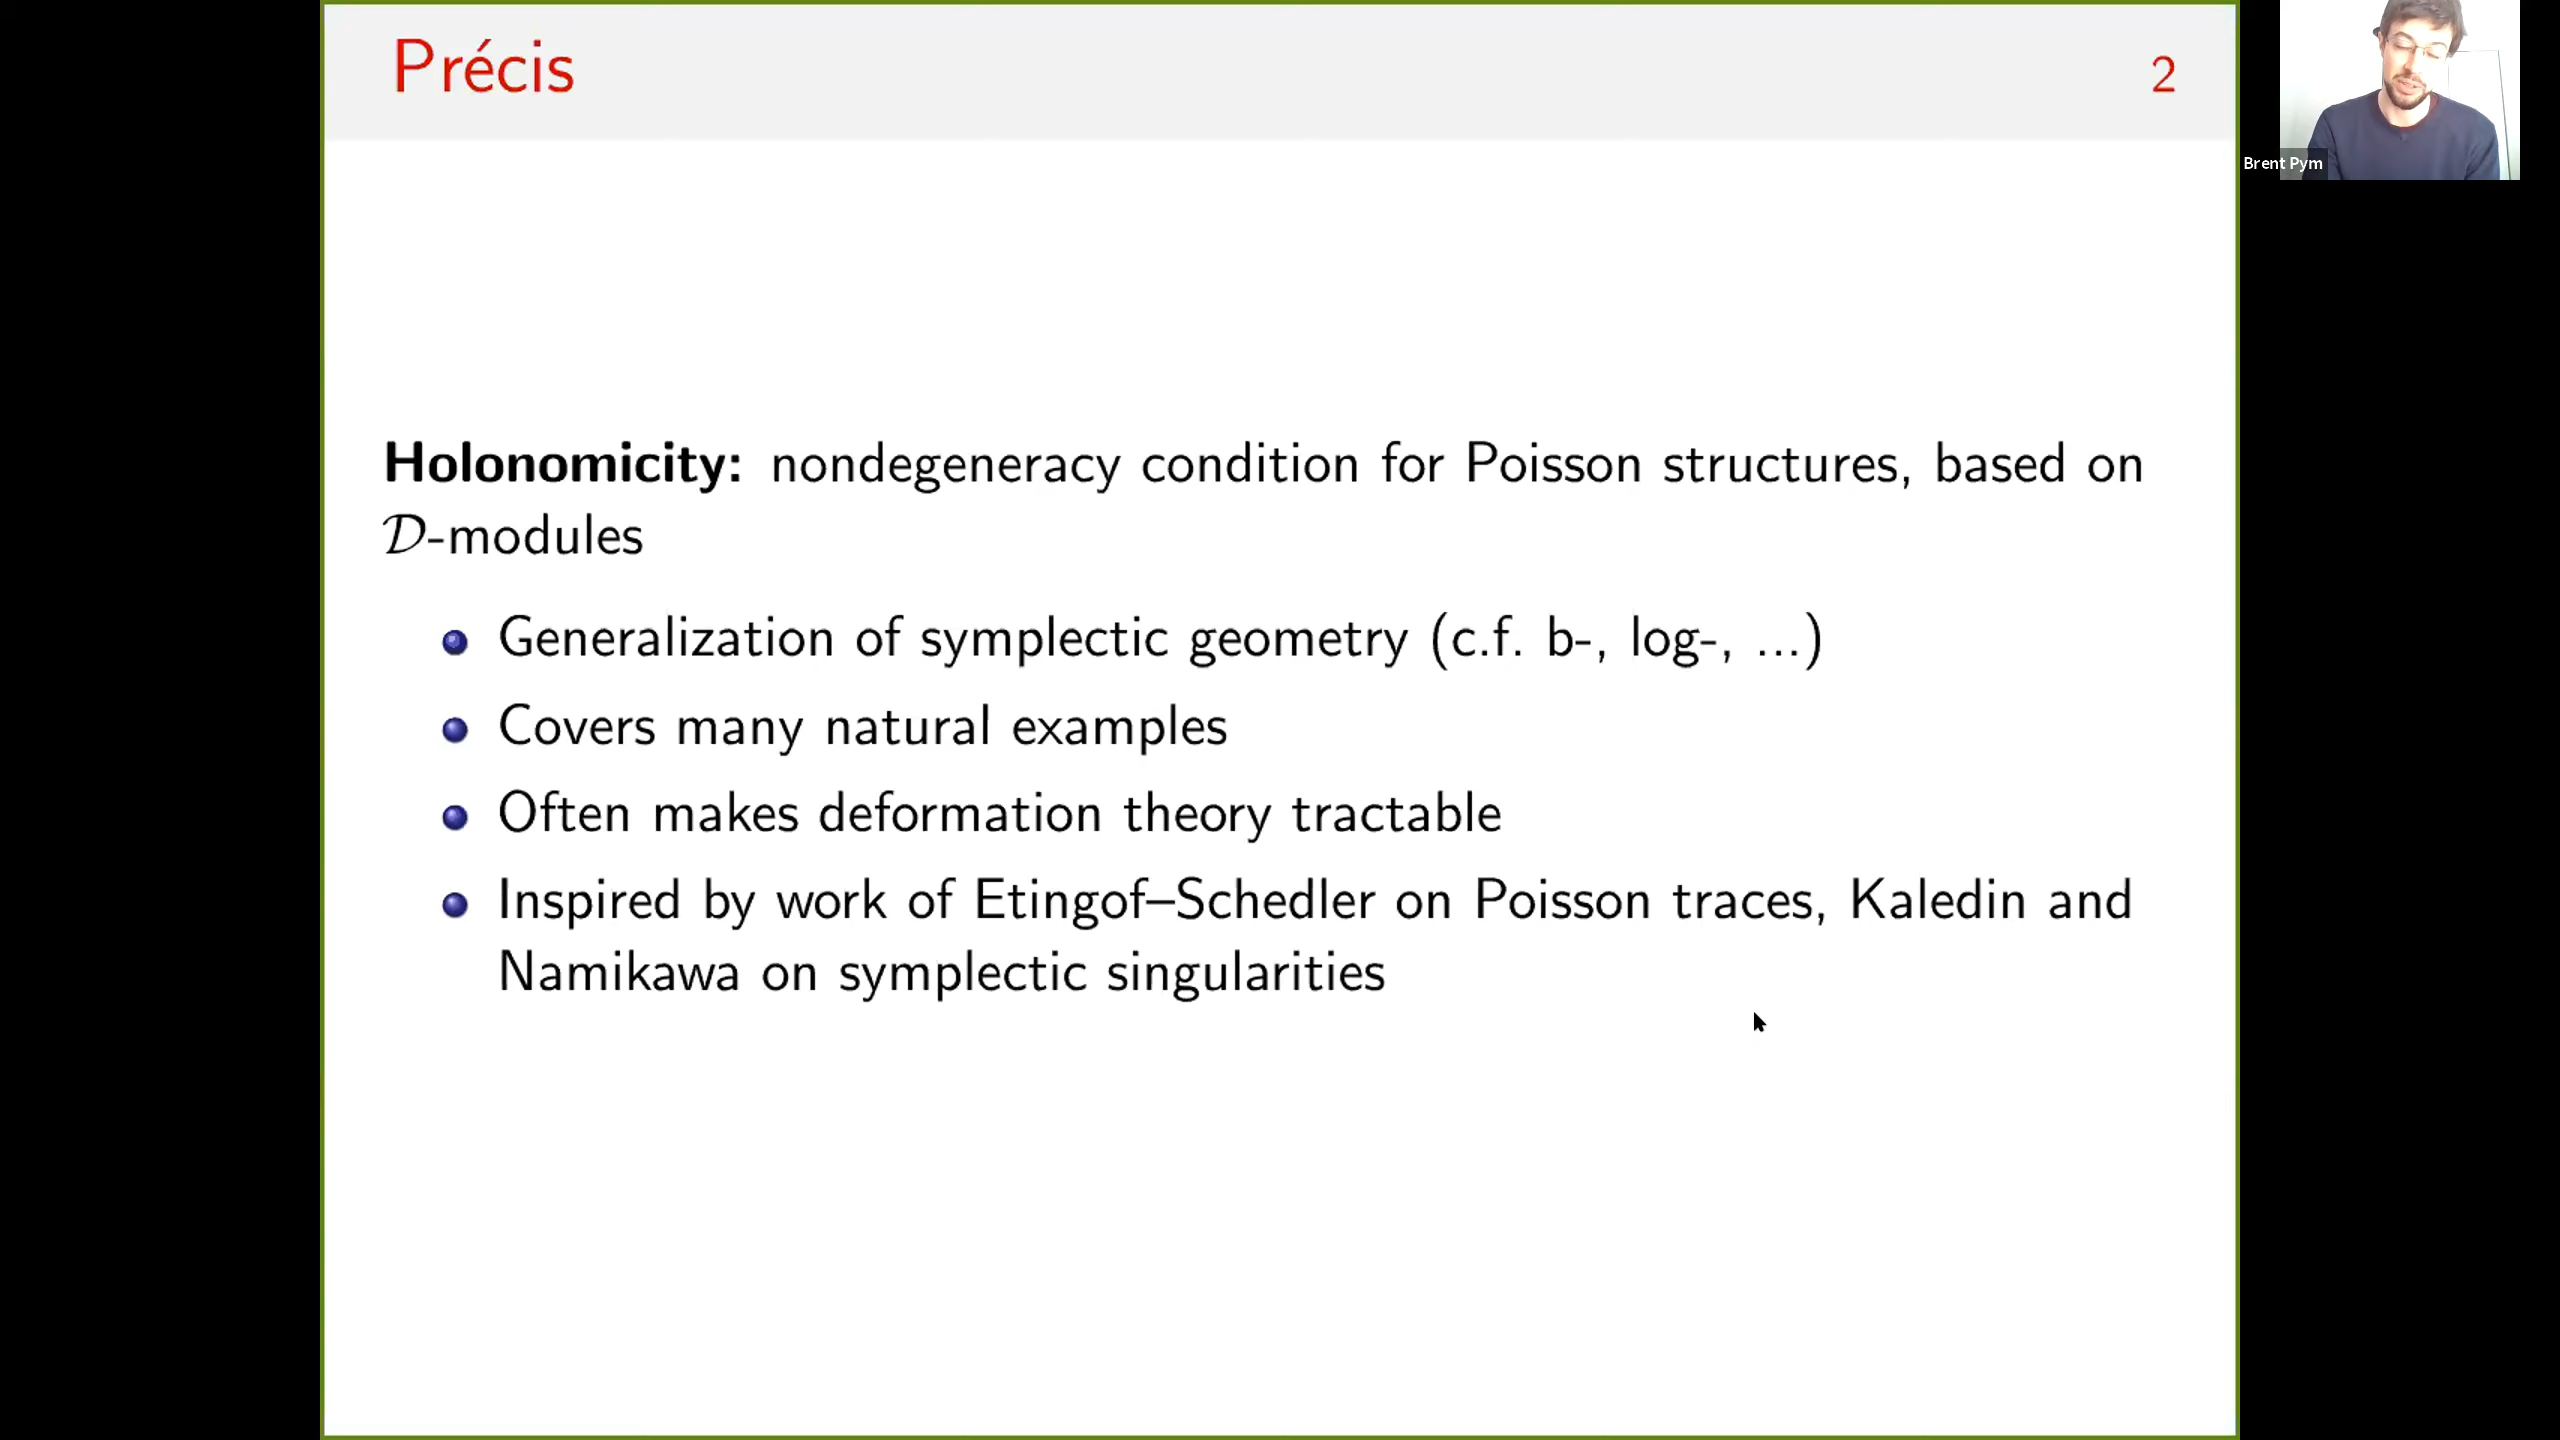 Précis
2
Brent Pym
Holonomicity: nondegeneracy condition for Poisson structures, based on
𝒟-modules
Generalization of symplectic geometry (c.f. b-, log-, ...)
Covers many natural examples
Often makes deformation theory tractable
Inspired by work of Etingof–Schedler on Poisson traces, Kaledin and
Namikawa on symplectic singularities